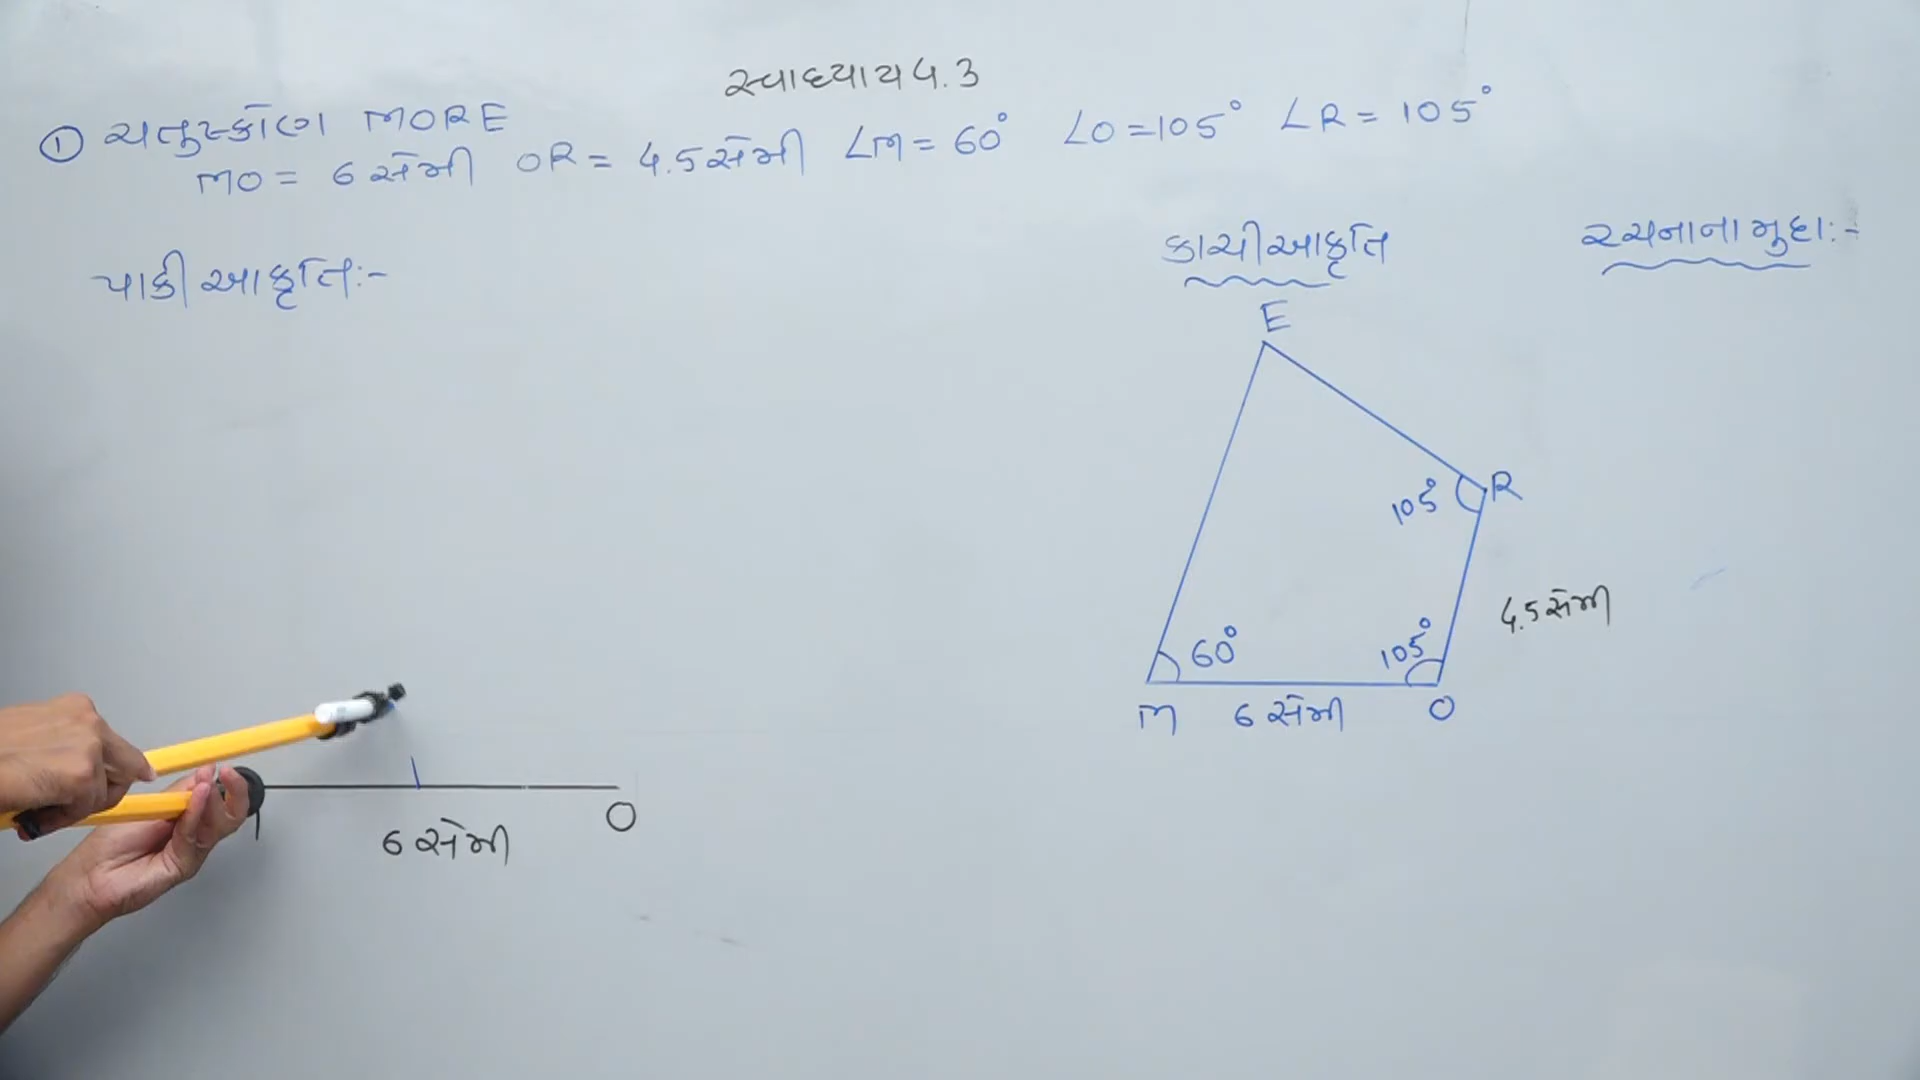 સ્વાધ્યાય 4.3
① ચતુષ્કોણ MORE
MO = 6 સેમી OR = 4.5 સેમી ∠M = 60° ∠O = 105° ∠R = 105°
પાકી આકૃતિ:-
કાચી આકૃતિ
રચનાના મુદ્દા:-
E
105° R
4.5 સેમી
60° 105°
M 6 સેમી O
6 સેમી O